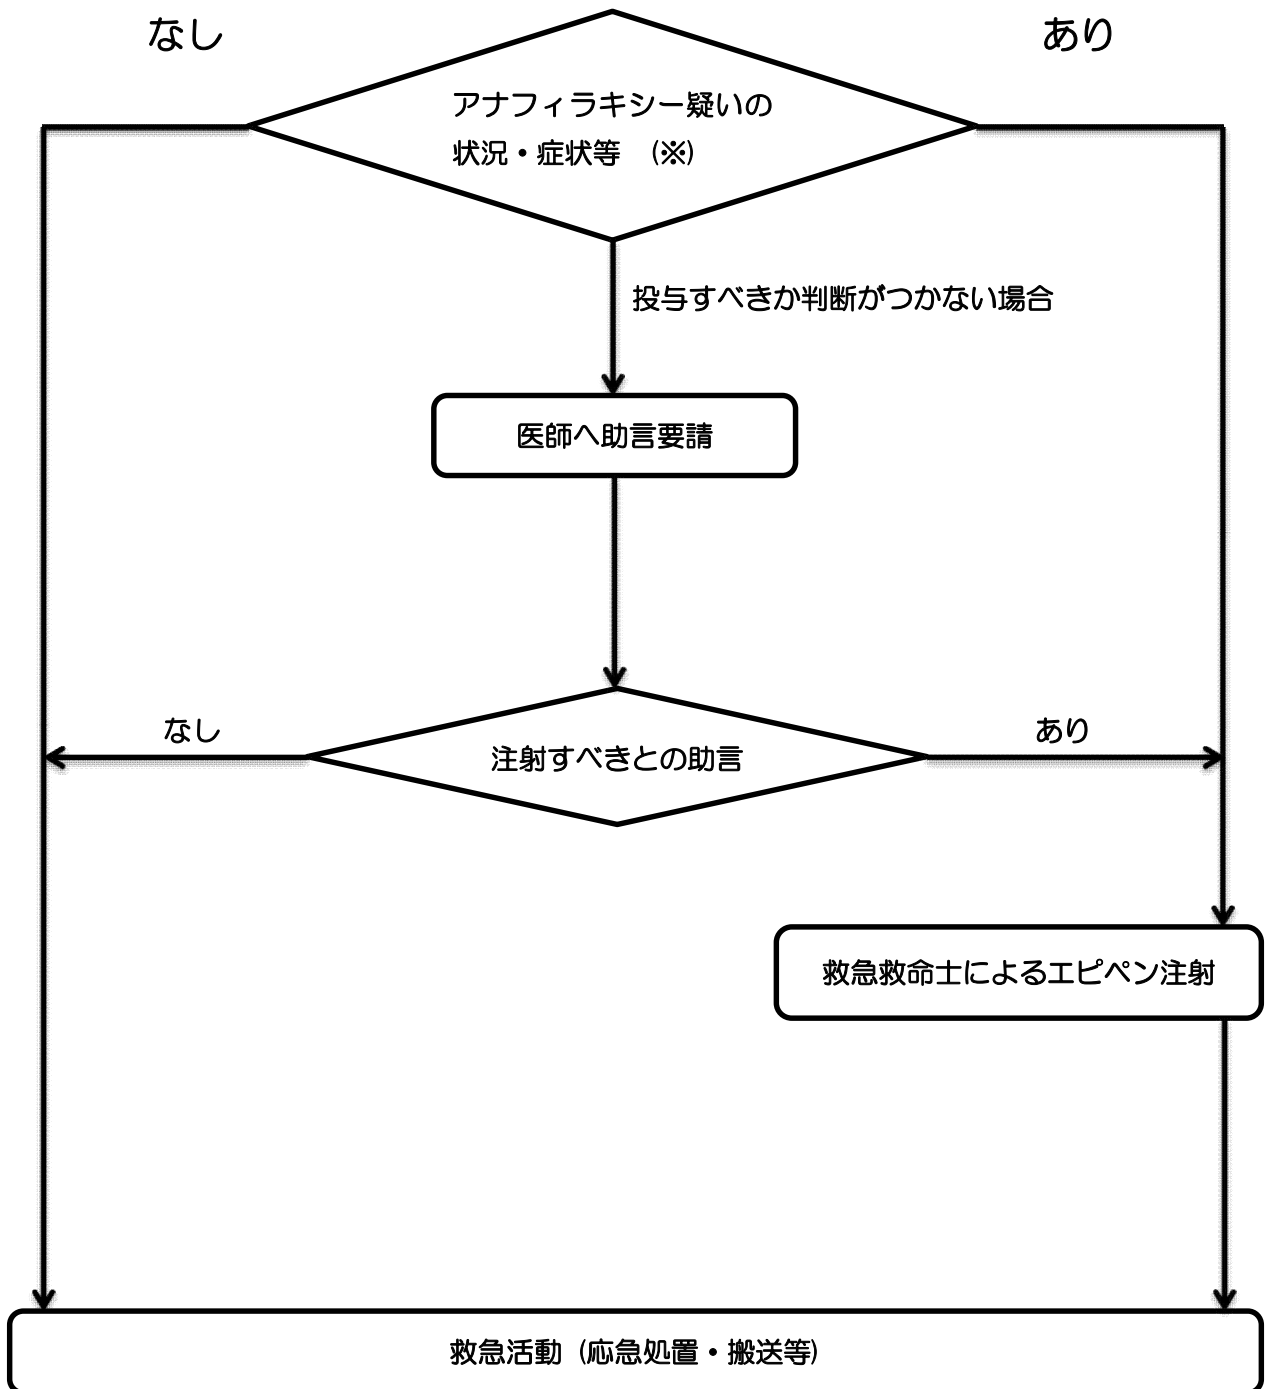 なし
あり
アナフィラキシー疑いの
状況・症状等 (※)
投与すべきか判断がつかない場合
医師へ助言要請
なし
あり
注射すべきとの助言
救急救命士によるエピペン注射
救急活動 (応急処置・搬送等)